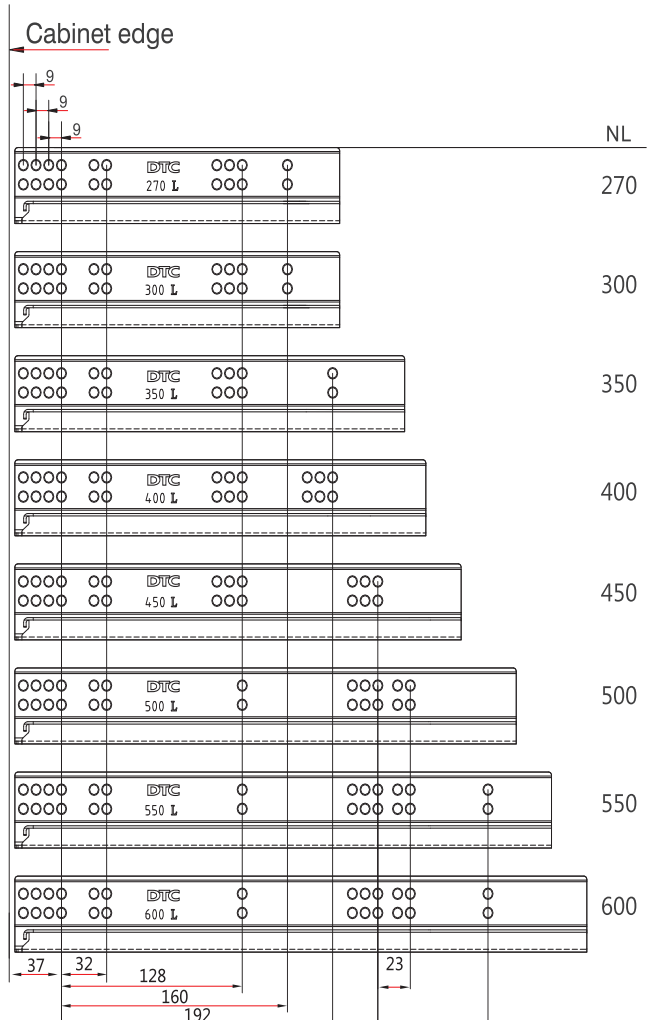 Cabinet edge
9
9
9
NL
DTC
270 L
270
DTC
300 L
300
DTC
350 L
350
DTC
400 L
400
DTC
450 L
450
DTC
500 L
500
DTC
550 L
550
DTC
600 L
600
37
32
23
128
160
192